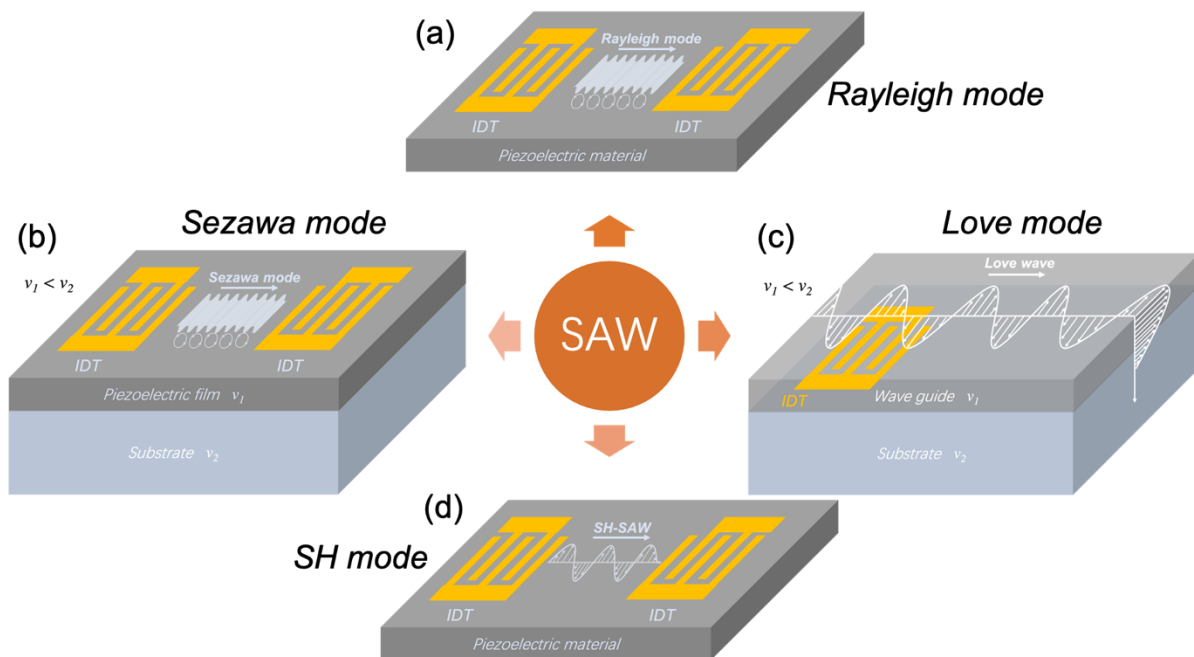 (a)
Rayleigh mode
IDT
IDT
Piezoelectric material
Rayleigh mode
(b)
Sezawa mode
v₁ < v₂
Sezawa mode
IDT
IDT
Piezoelectric film v₁
Substrate v₂
SAW
(c)
Love mode
v₁ < v₂
Love wave
IDT
Wave guide v₁
Substrate v₂
(d)
SH mode
SH-SAW
IDT
IDT
Piezoelectric material